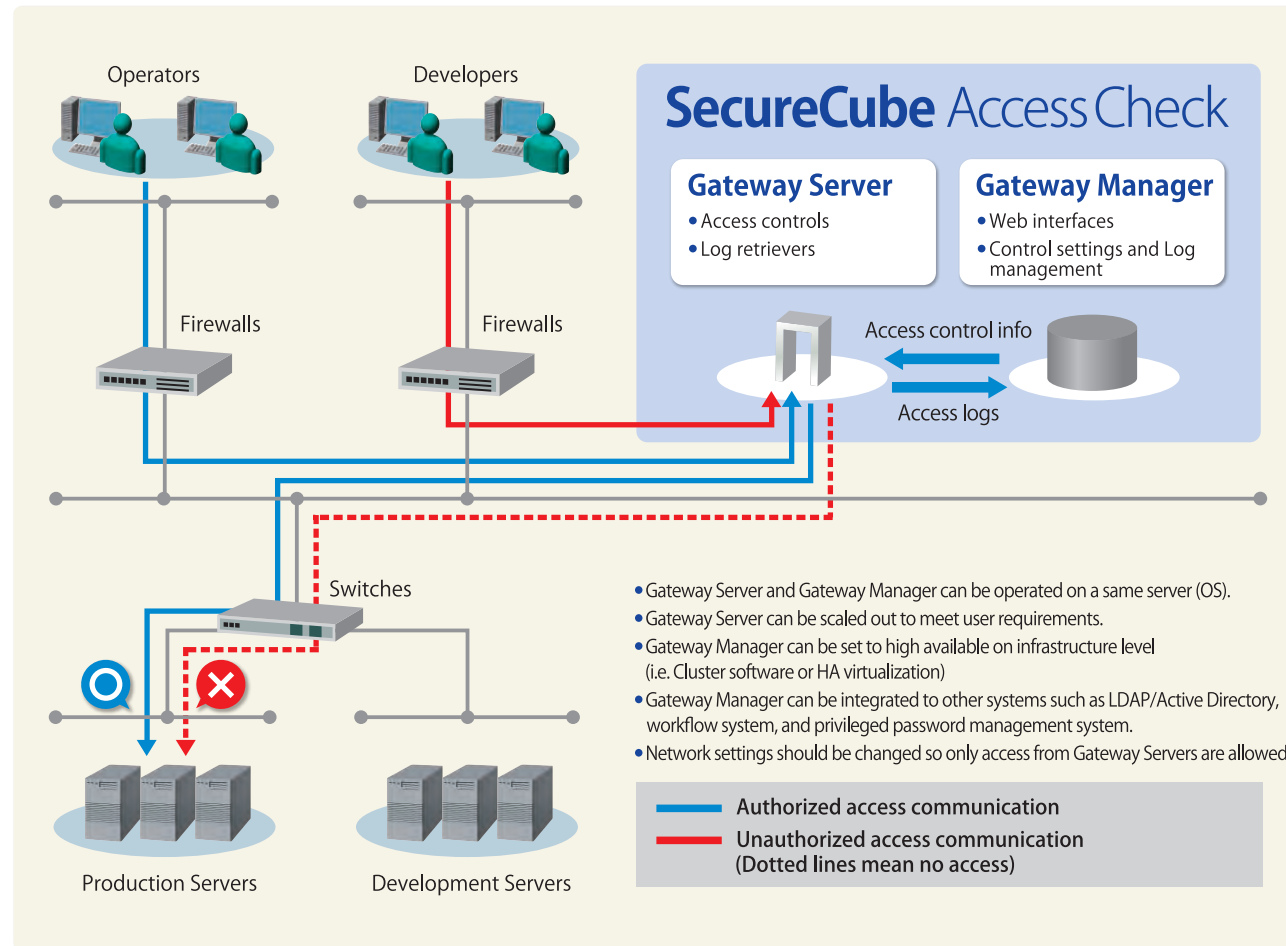 Operators
Developers
SecureCube Access Check
Gateway Server
• Access controls
• Log retrievers
Gateway Manager
• Web interfaces
• Control settings and Log
management
Firewalls
Firewalls
Access control info
Access logs
Switches
• Gateway Server and Gateway Manager can be operated on a same server (OS).
• Gateway Server can be scaled out to meet user requirements.
• Gateway Manager can be set to high available on infrastructure level
(i.e. Cluster software or HA virtualization)
• Gateway Manager can be integrated to other systems such as LDAP/Active Directory,
workflow system, and privileged password management system.
• Network settings should be changed so only access from Gateway Servers are allowed
Authorized access communication
Unauthorized access communication
(Dotted lines mean no access)
Production Servers
Development Servers